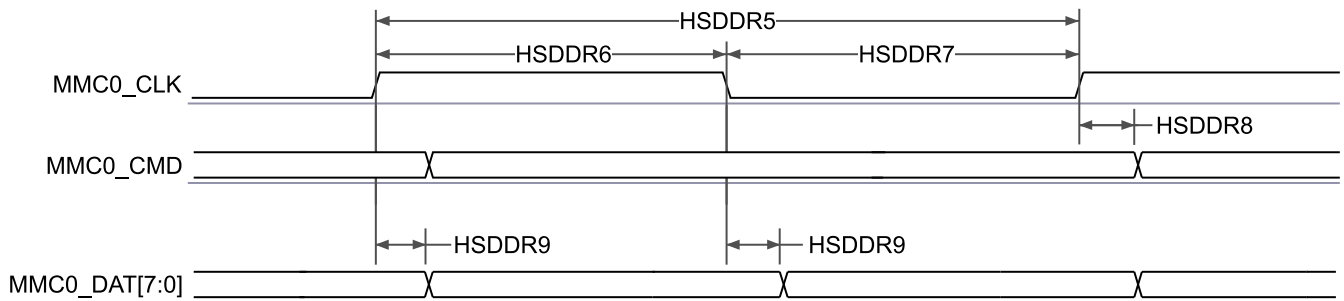 HSDDR5
HSDDR6 HSDDR7
MMC0_CLK
HSDDR8
MMC0_CMD
HSDDR9 HSDDR9
MMC0_DAT[7:0]